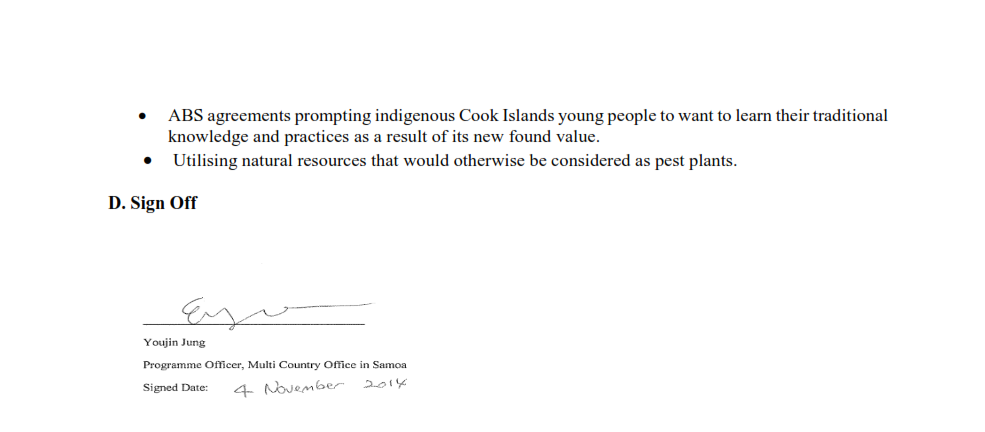 • ABS agreements prompting indigenous Cook Islands young people to want to learn their traditional
knowledge and practices as a result of its new found value.
• Utilising natural resources that would otherwise be considered as pest plants.
D. Sign Off
Youjin Jung
Programme Officer, Multi Country Office in Samoa
Signed Date: 4 November 2014